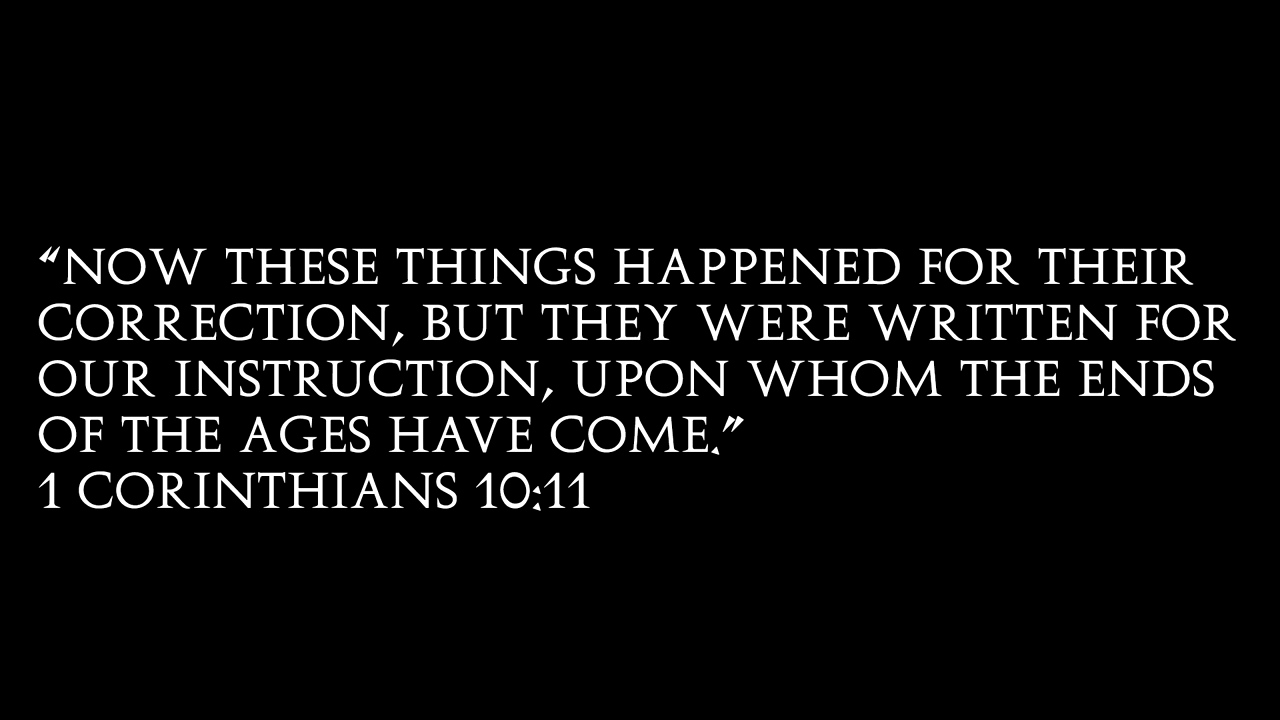 “NOW THESE THINGS HAPPENED FOR THEIR
CORRECTION, BUT THEY WERE WRITTEN FOR
OUR INSTRUCTION, UPON WHOM THE ENDS
OF THE AGES HAVE COME.”
1 CORINTHIANS 10:11